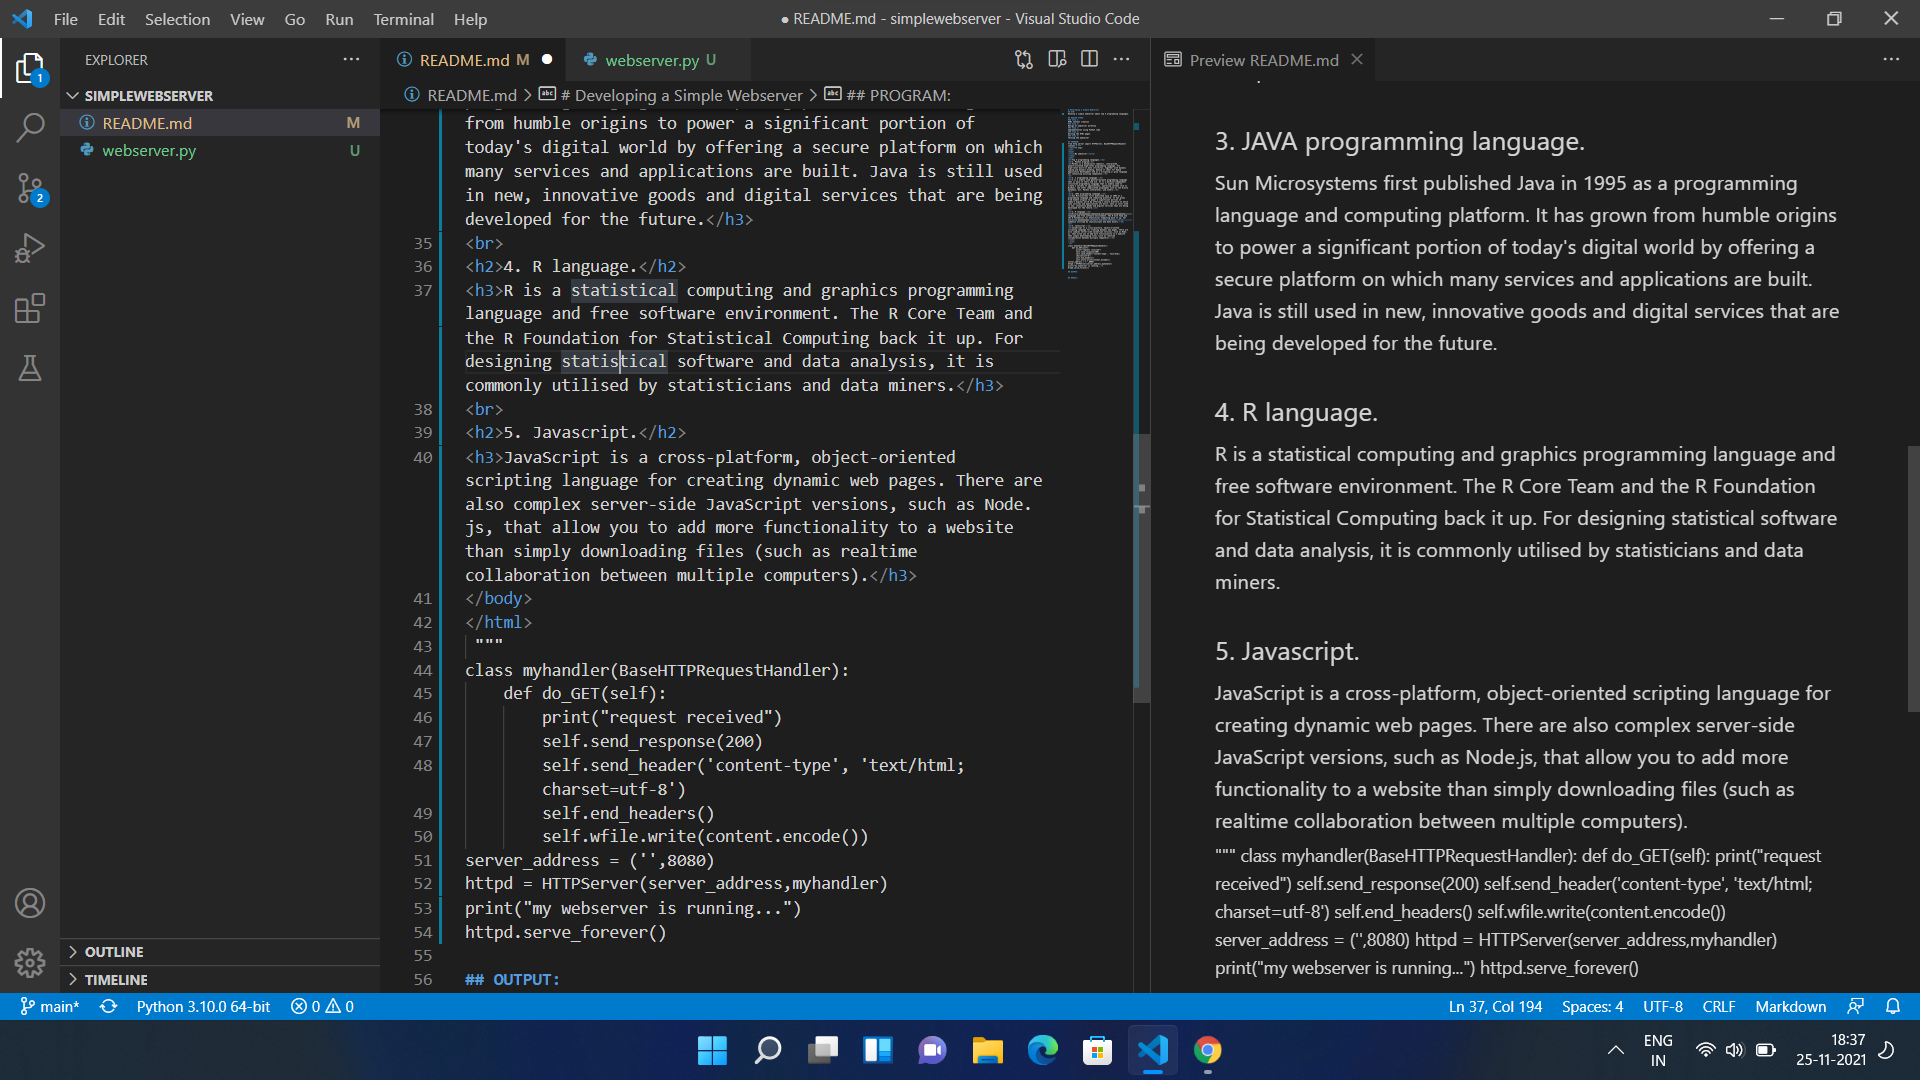 File Edit Selection View Go Run Terminal Help
● README.md - simplewebserver - Visual Studio Code
EXPLORER
SIMPLEWEBSERVER
README.md M
webserver.py U
OUTLINE
TIMELINE
1
2
README.md M
webserver.py U
README.md > # Developing a Simple Webserver > ## PROGRAM:
from humble origins to power a significant portion of
today's digital world by offering a secure platform on which
many services and applications are built. Java is still used
in new, innovative goods and digital services that are being
developed for the future.</h3>
35 <br>
36 <h2>4. R language.</h2>
37 <h3>R is a statistical computing and graphics programming
language and free software environment. The R Core Team and
the R Foundation for Statistical Computing back it up. For
designing statistical software and data analysis, it is
commonly utilised by statisticians and data miners.</h3>
38 <br>
39 <h2>5. Javascript.</h2>
40 <h3>JavaScript is a cross-platform, object-oriented
scripting language for creating dynamic web pages. There are
also complex server-side JavaScript versions, such as Node.
js, that allow you to add more functionality to a website
than simply downloading files (such as realtime
collaboration between multiple computers).</h3>
41 </body>
42 </html>
43 """
44 class myhandler(BaseHTTPRequestHandler):
45 def do_GET(self):
46 print("request received")
47 self.send_response(200)
48 self.send_header('content-type', 'text/html;
charset=utf-8')
49 self.end_headers()
50 self.wfile.write(content.encode())
51 server_address = ('',8080)
52 httpd = HTTPServer(server_address,myhandler)
53 print("my webserver is running...")
54 httpd.serve_forever()
55
56 ## OUTPUT:
Preview README.md
3. JAVA programming language.
Sun Microsystems first published Java in 1995 as a programming
language and computing platform. It has grown from humble origins
to power a significant portion of today's digital world by offering a
secure platform on which many services and applications are built.
Java is still used in new, innovative goods and digital services that are
being developed for the future.
4. R language.
R is a statistical computing and graphics programming language and
free software environment. The R Core Team and the R Foundation
for Statistical Computing back it up. For designing statistical software
and data analysis, it is commonly utilised by statisticians and data
miners.
5. Javascript.
JavaScript is a cross-platform, object-oriented scripting language for
creating dynamic web pages. There are also complex server-side
JavaScript versions, such as Node.js, that allow you to add more
functionality to a website than simply downloading files (such as
realtime collaboration between multiple computers).
""" class myhandler(BaseHTTPRequestHandler): def do_GET(self): print("request
received") self.send_response(200) self.send_header('content-type', 'text/html;
charset=utf-8') self.end_headers() self.wfile.write(content.encode())
server_address = ('',8080) httpd = HTTPServer(server_address,myhandler)
print("my webserver is running...") httpd.serve_forever()
main* Python 3.10.0 64-bit 0 0
Ln 37, Col 194 Spaces: 4 UTF-8 CRLF Markdown
ENG
IN
18:37
25-11-2021